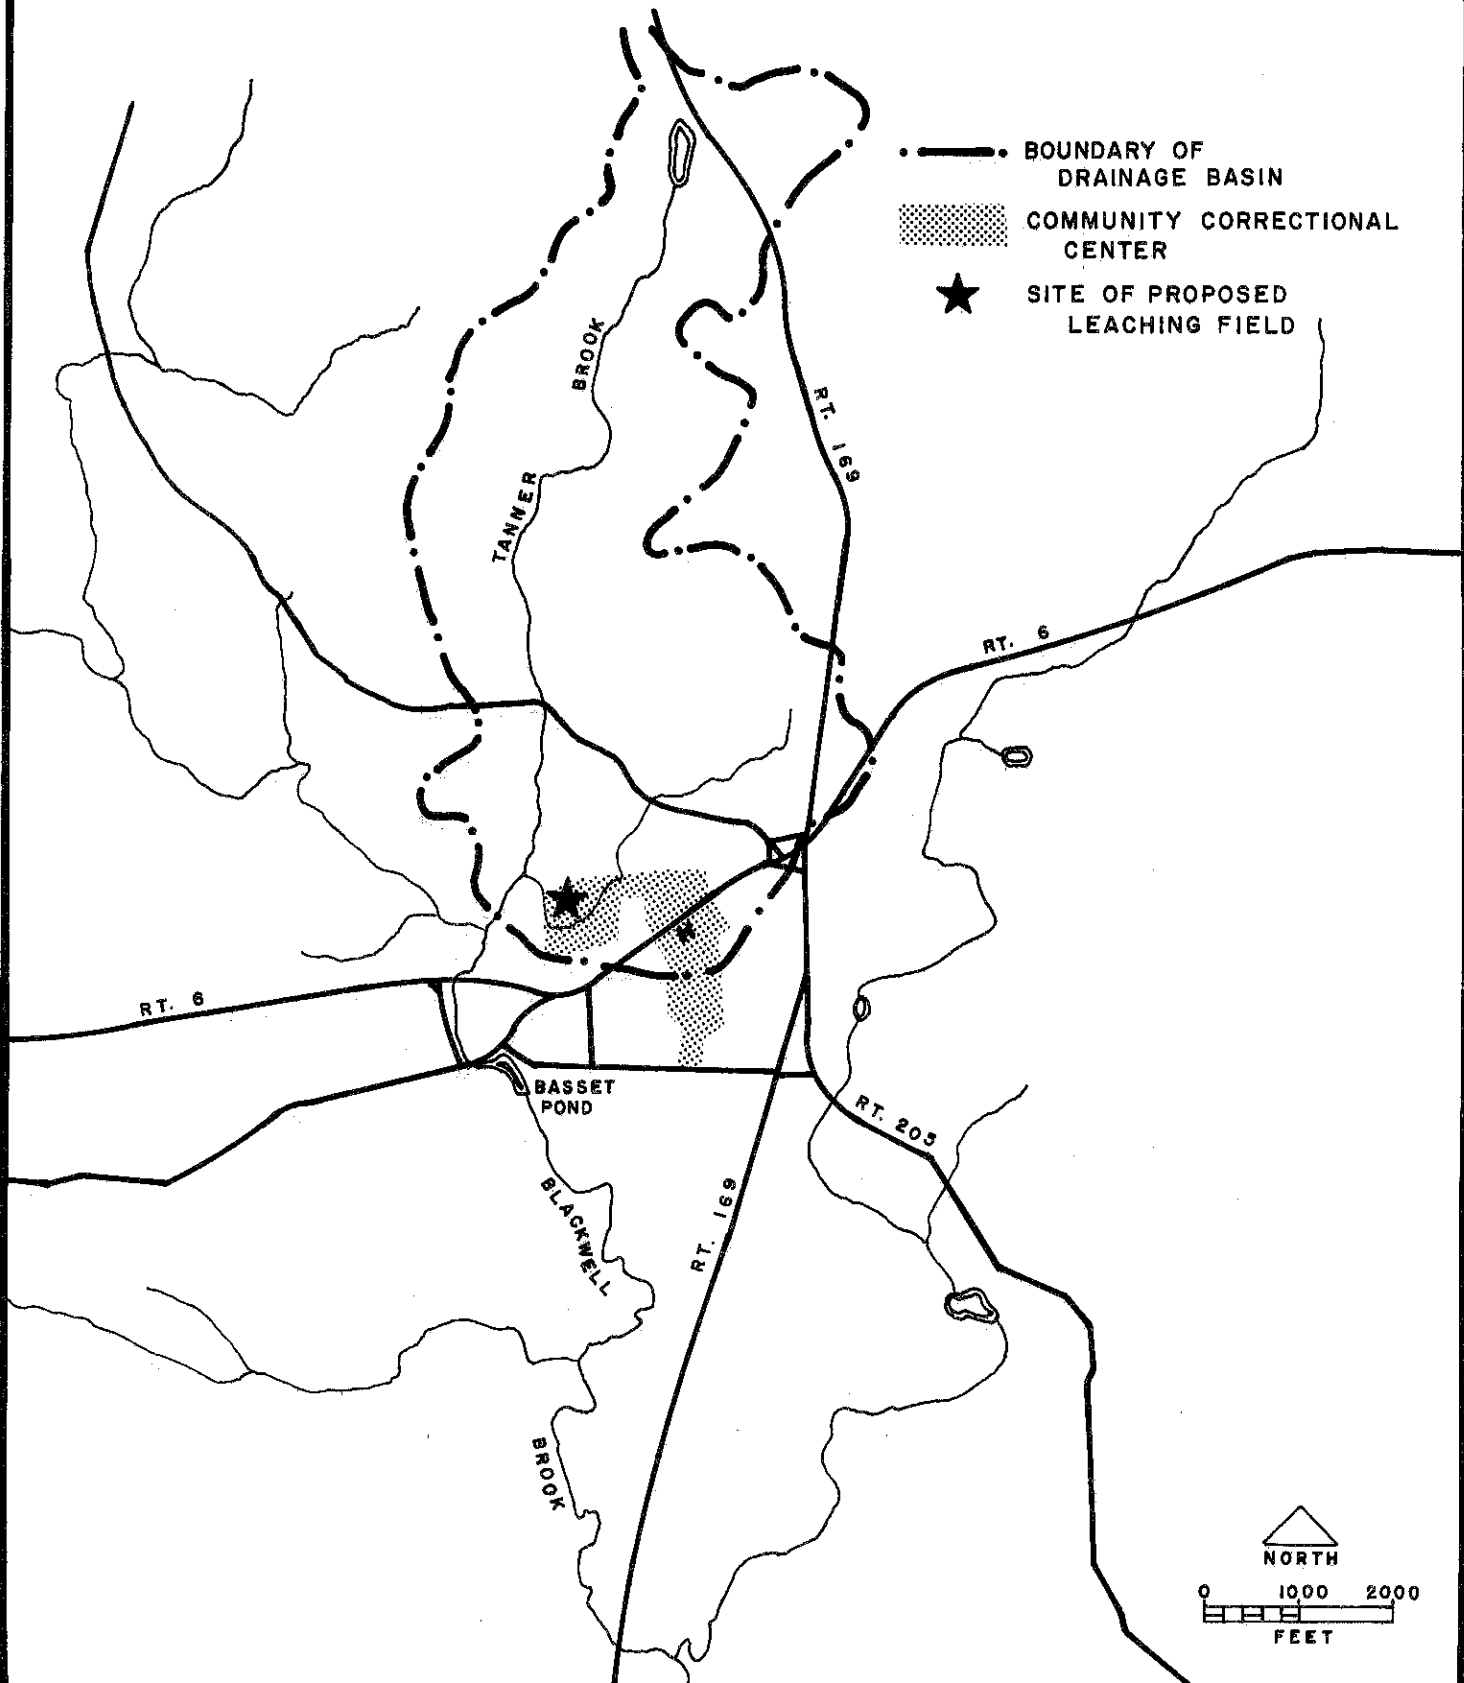 BOUNDARY OF
DRAINAGE BASIN
COMMUNITY CORRECTIONAL
CENTER
SITE OF PROPOSED
LEACHING FIELD
BROOK
RT. 169
TANNER
RT. 6
RT. 6
BASSET
POND
RT. 205
BLACKWELL
RT. 169
BROOK
NORTH
0 1000 2000
FEET